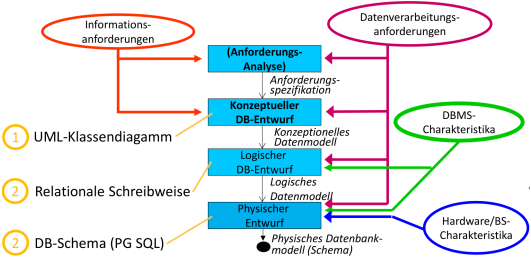 Informations-
anforderungen
Datenverarbeitungs-
anforderungen
(Anforderungs-
Analyse)
Anforderungs-
spezifikation
Konzeptueller
DB-Entwurf
DBMS-
Charakteristika
1 UML-Klassendiagamm
Konzeptionelles
Datenmodell
Logischer
DB-Entwurf
2 Relationale Schreibweise
Logisches
Datenmodell
Physischer
Entwurf
Hardware/BS-
Charakteristika
2 DB-Schema (PG SQL)
Physisches Datenbank-
modell (Schema)